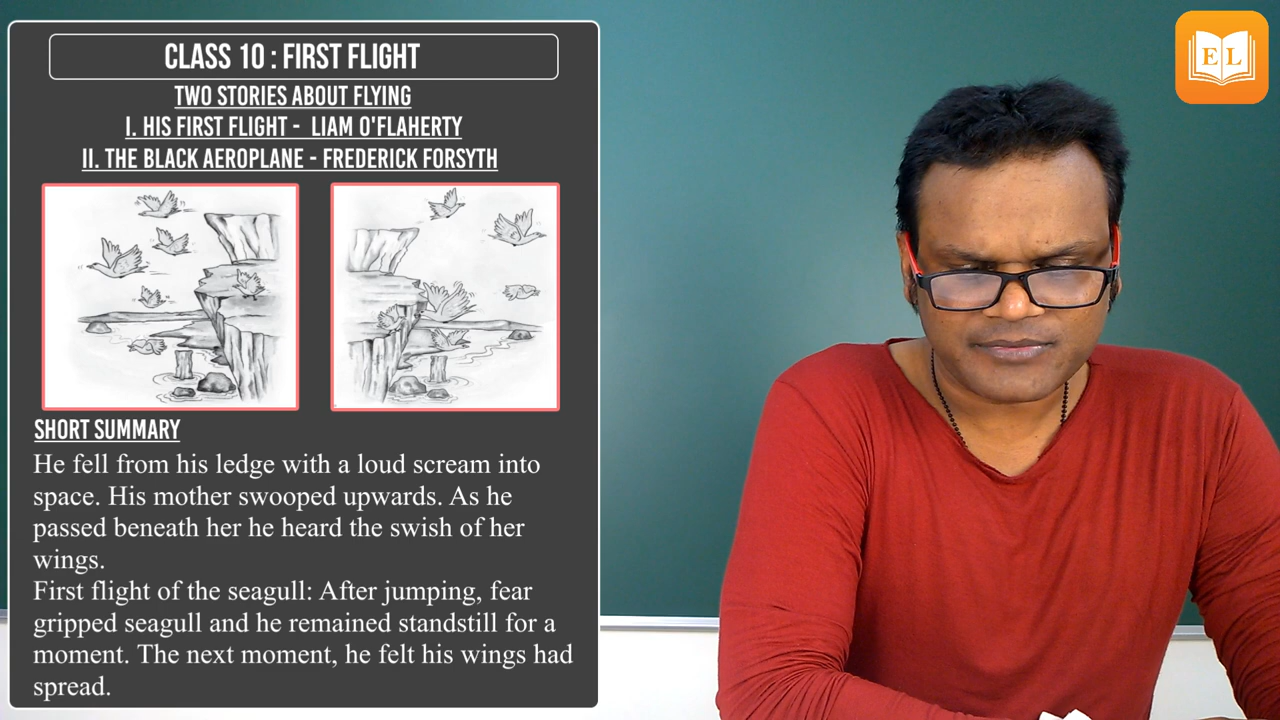 CLASS 10 : FIRST FLIGHT
TWO STORIES ABOUT FLYING
I. HIS FIRST FLIGHT - LIAM O'FLAHERTY
II. THE BLACK AEROPLANE - FREDERICK FORSYTH
SHORT SUMMARY
He fell from his ledge with a loud scream into
space. His mother swooped upwards. As he
passed beneath her he heard the swish of her
wings.
First flight of the seagull: After jumping, fear
gripped seagull and he remained standstill for a
moment. The next moment, he felt his wings had
spread.
EL